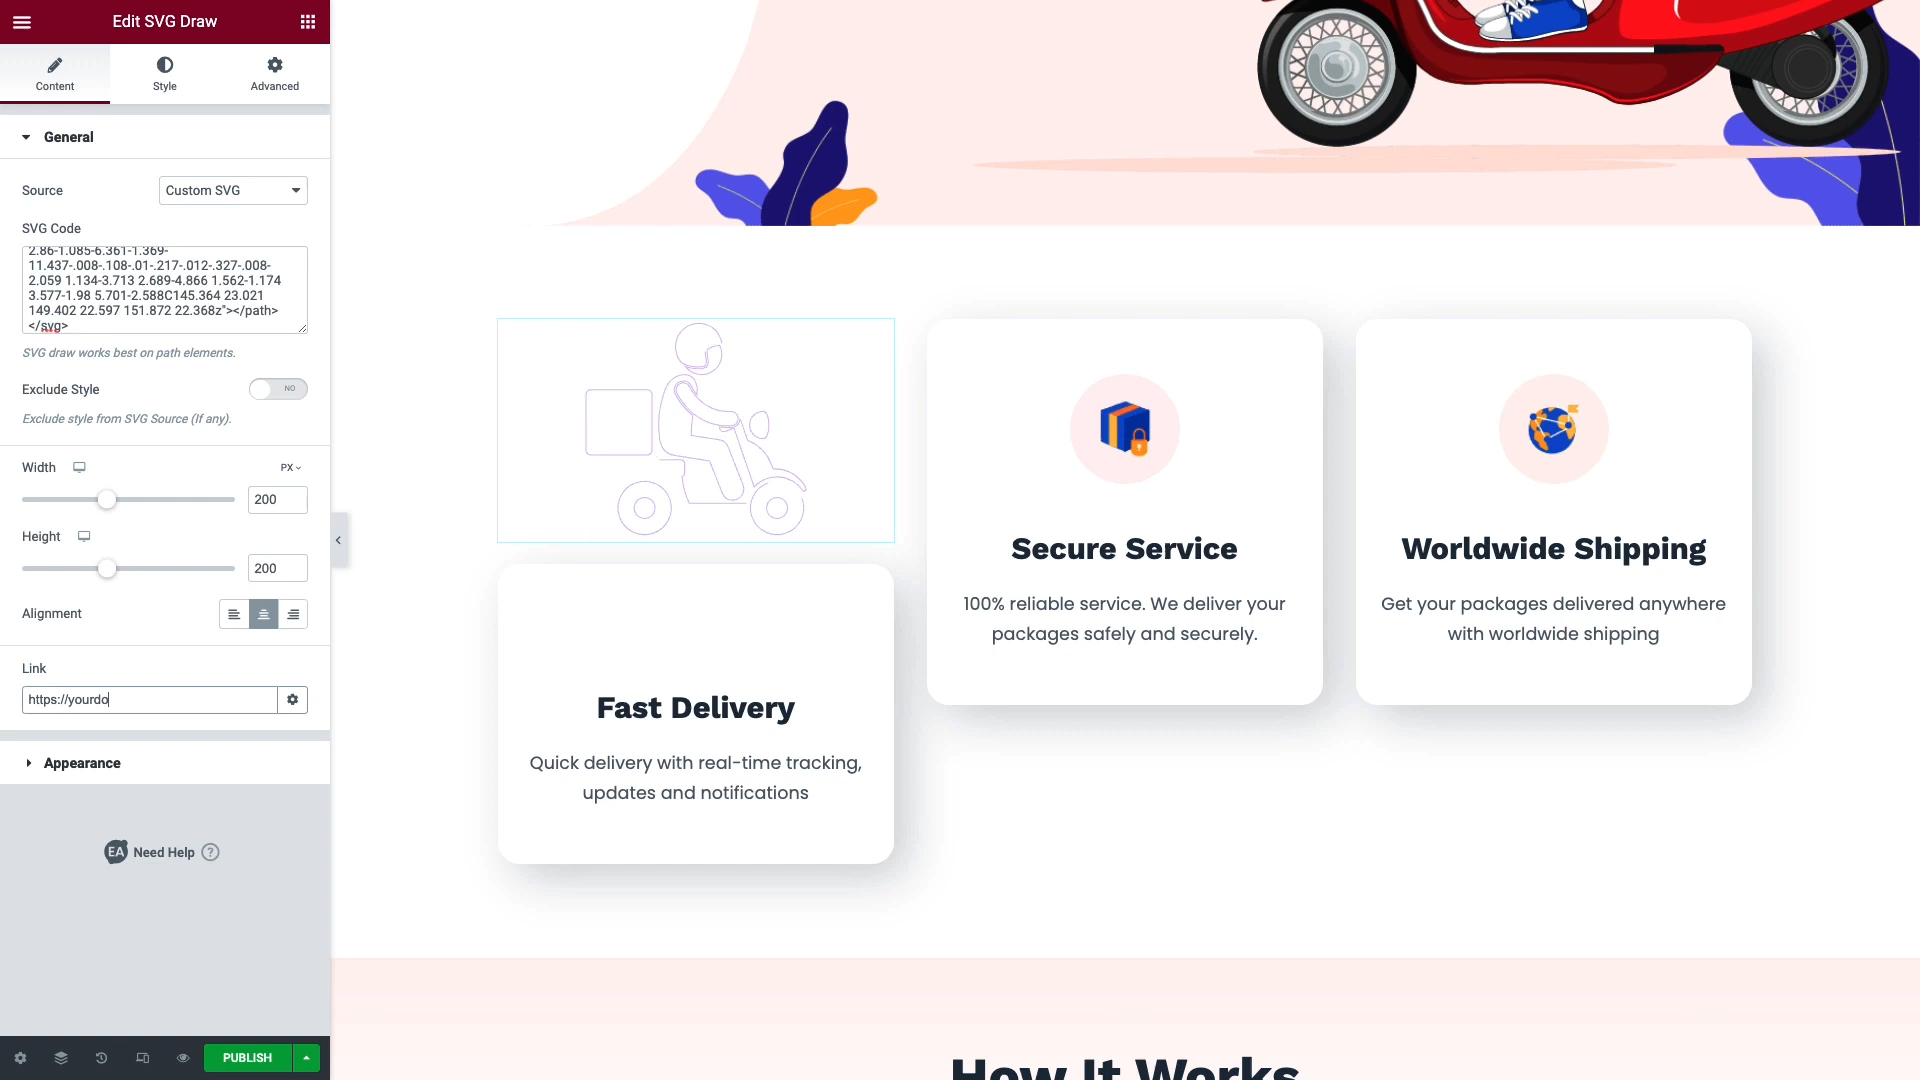 Edit SVG Draw
Content
Style
Advanced
General
Source
Custom SVG
SVG Code
2.86-1.085-6.361-1.369-
11.437-.008-.108-.01-.217-.012-.327-.008-
2.059 1.134-3.713 2.689-4.866 1.562-1.174
3.577-1.98 5.701-2.588C145.364 23.021
149.402 22.597 151.872 22.368z"></path>
</svg>
SVG draw works best on path elements.
Exclude Style
NO
Exclude style from SVG Source (If any).
Width
PX
200
Height
200
Alignment
Link
https://yourdo
Appearance
EA Need Help ?
PUBLISH
Fast Delivery
Quick delivery with real-time tracking,
updates and notifications
Secure Service
100% reliable service. We deliver your
packages safely and securely.
Worldwide Shipping
Get your packages delivered anywhere
with worldwide shipping
How It Works